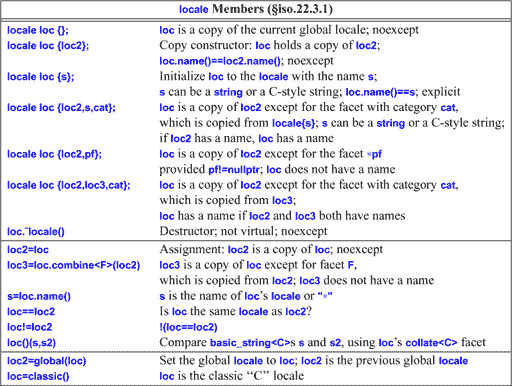 locale Members (§iso.22.3.1)
locale loc {}; loc is a copy of the current global locale; noexcept
locale loc {loc2}; Copy constructor: loc holds a copy of loc2;
loc.name()==loc2.name(); noexcept
locale loc {s}; Initialize loc to the locale with the name s;
s can be a string or a C-style string; loc.name()==s; explicit
locale loc {loc2,s,cat}; loc is a copy of loc2 except for the facet with category cat,
which is copied from locale{s}; s can be a string or a C-style string;
if loc2 has a name, loc has a name
locale loc {loc2,pf}; loc is a copy of loc2 except for the facet *pf
provided pf!=nullptr; loc does not have a name
locale loc {loc2,loc3,cat}; loc is a copy of loc2 except for the facet with category cat,
which is copied from loc3;
loc has a name if loc2 and loc3 both have names
loc.~locale() Destructor; not virtual; noexcept
loc2=loc Assignment: loc2 is a copy of loc; noexcept
loc3=loc.combine<F>(loc2) loc3 is a copy of loc except for facet F,
which is copied from loc2; loc3 does not have a name
s=loc.name() s is the name of loc's locale or "*"
loc==loc2 Is loc the same locale as loc2?
loc!=loc2 !(loc==loc2)
loc()(s,s2) Compare basic_string<C>s s and s2, using loc's collate<C> facet
loc2=global(loc) Set the global locale to loc; loc2 is the previous global locale
loc=classic() loc is the classic “C” locale